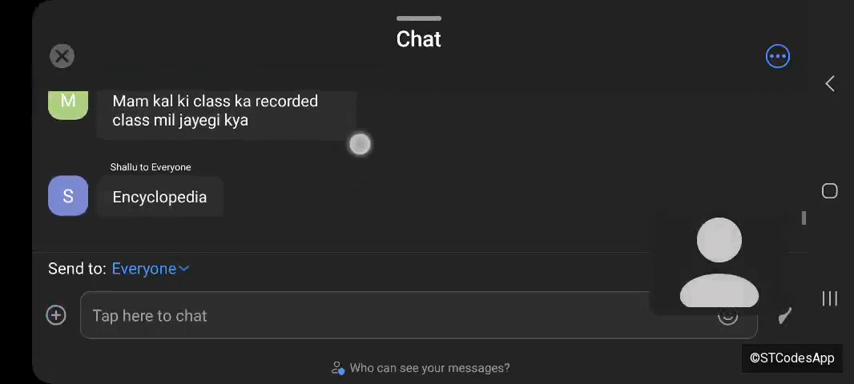 Chat
M
Mam kal ki class ka recorded
class mil jayegi kya
Shallu to Everyone
S
Encyclopedia
Send to: Everyone
Tap here to chat
Who can see your messages?
©STCodesApp